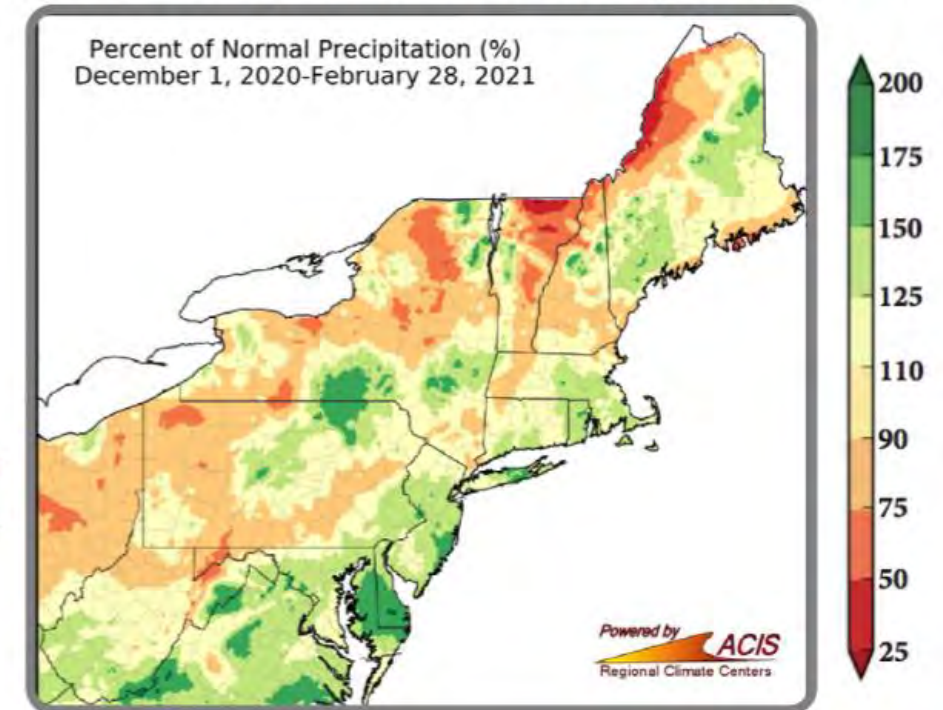 Percent of Normal Precipitation (%)
December 1, 2020-February 28, 2021
200
175
150
125
110
90
75
50
25
Powered by
ACIS
Regional Climate Centers